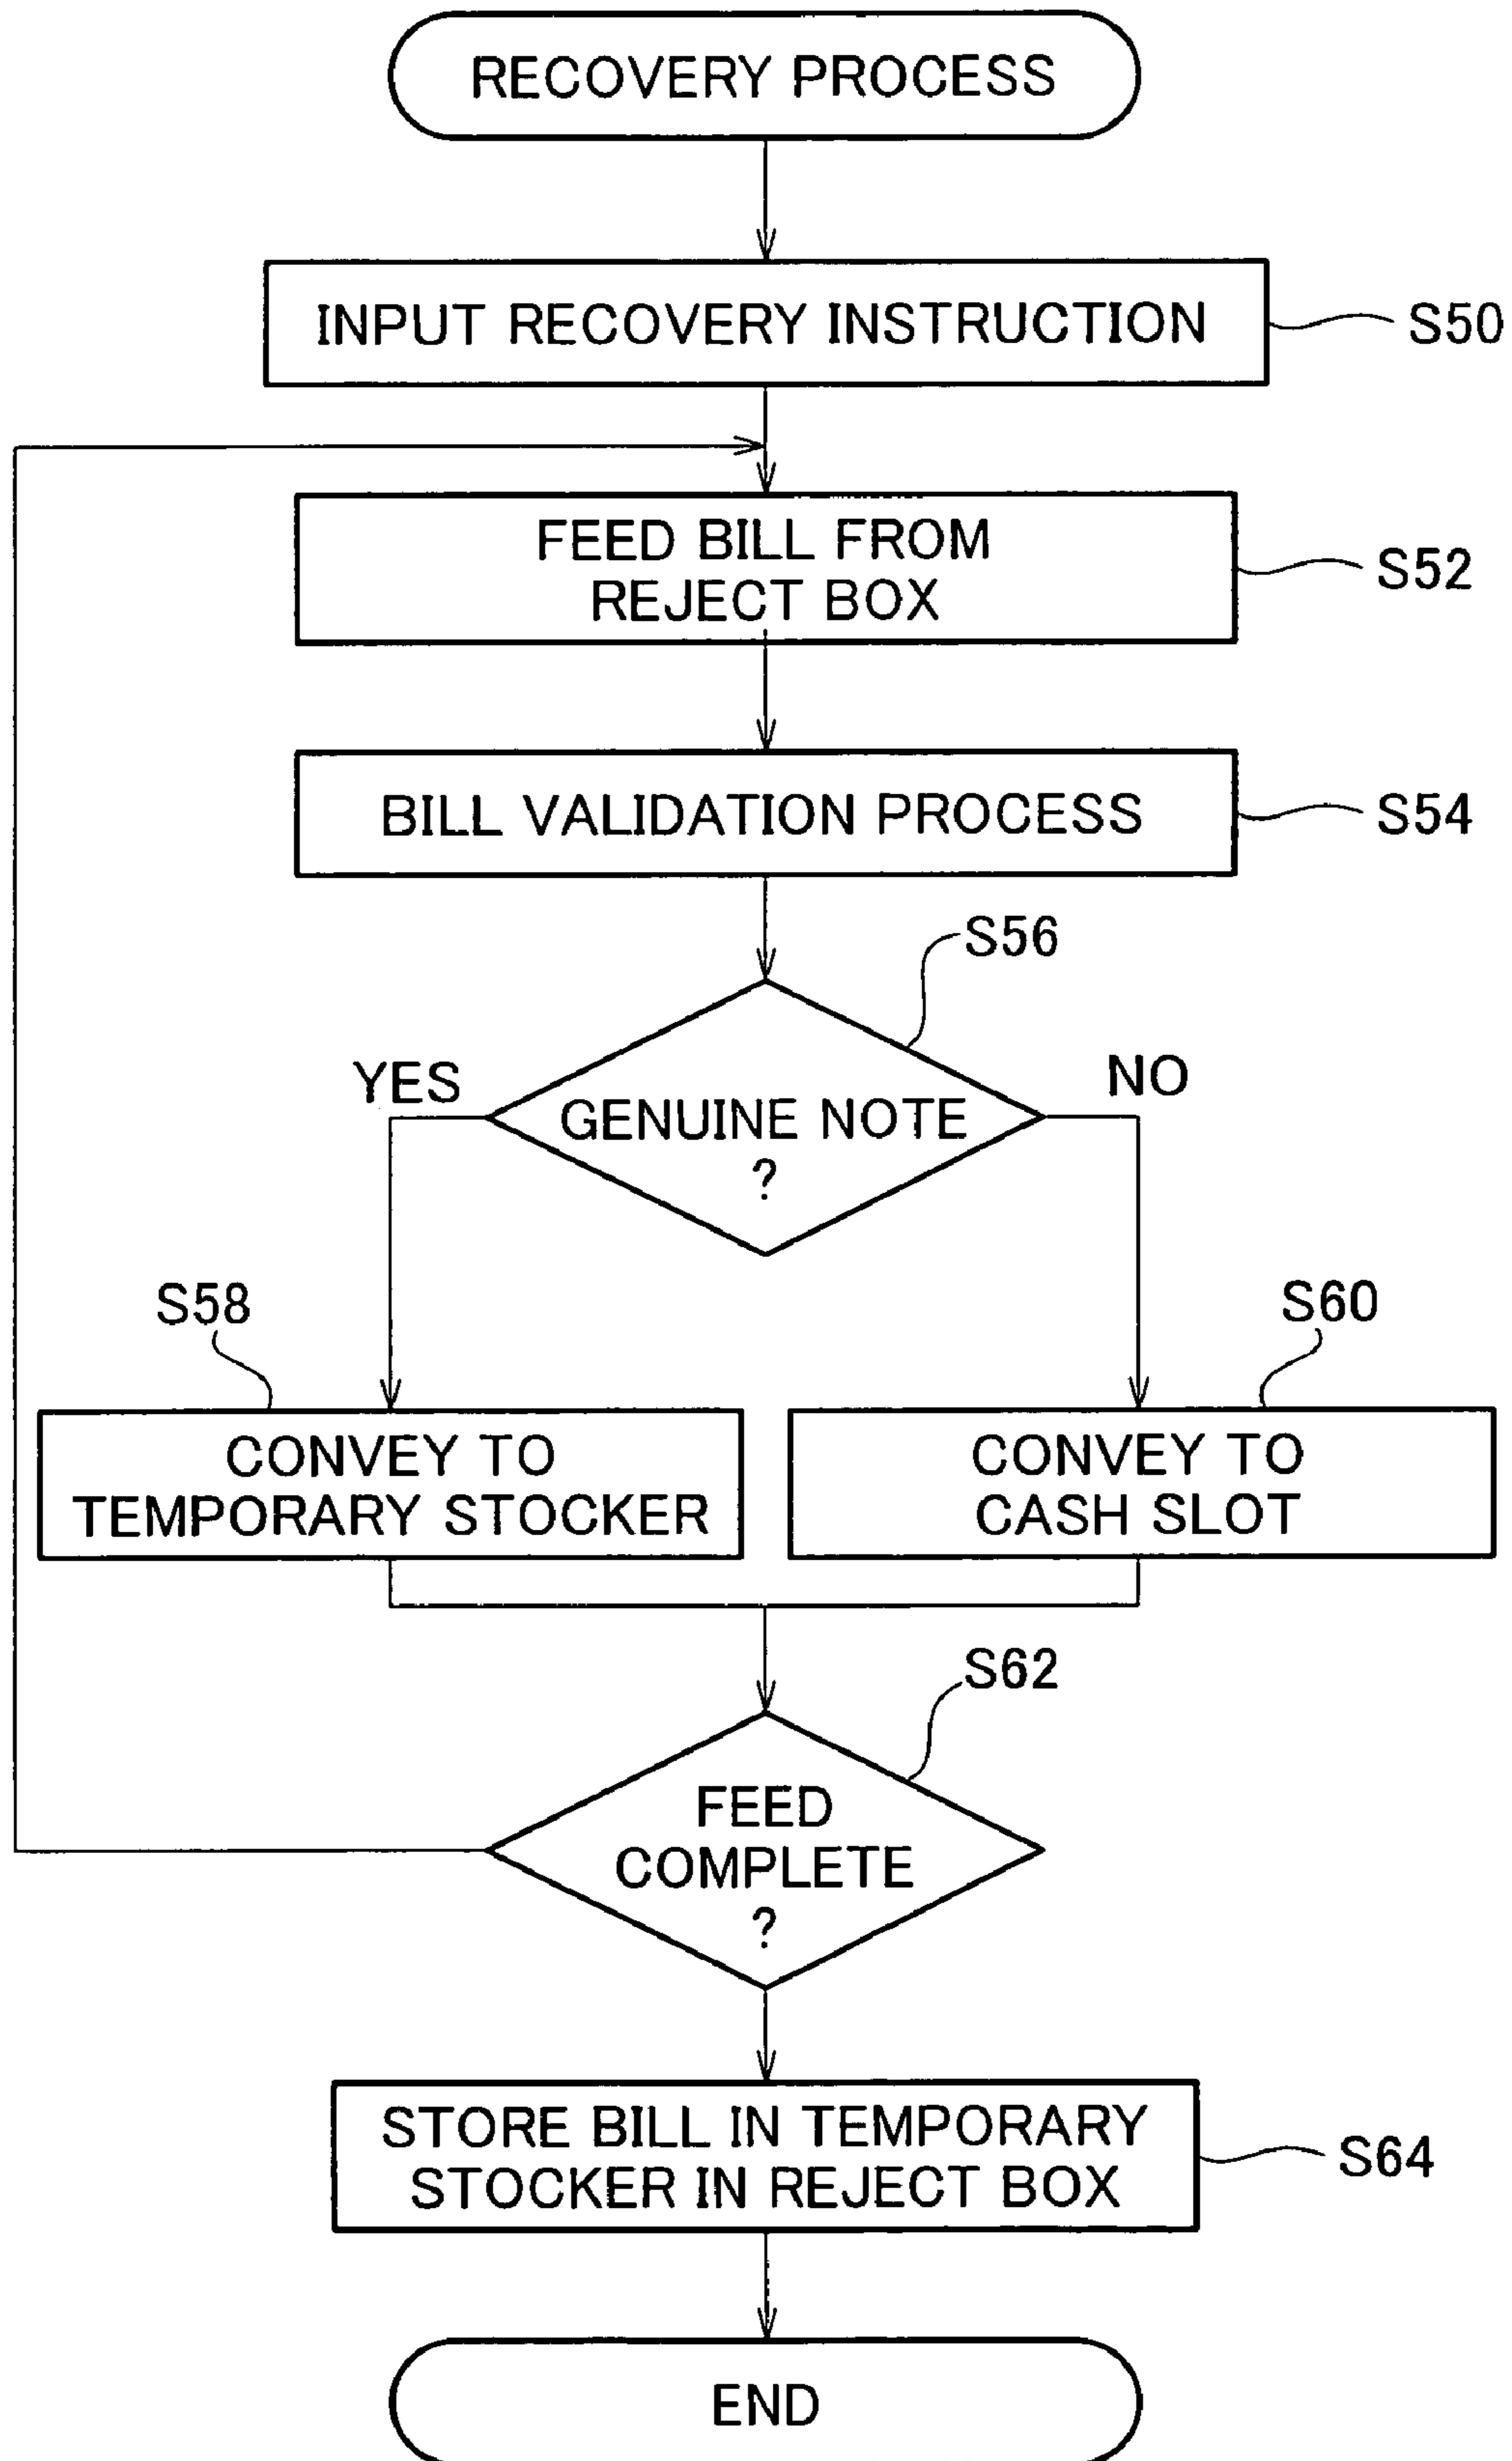 RECOVERY PROCESS
INPUT RECOVERY INSTRUCTION
S50
FEED BILL FROM
REJECT BOX
S52
BILL VALIDATION PROCESS
S54
S56
YES
NO
GENUINE NOTE
?
S58
S60
CONVEY TO
TEMPORARY STOCKER
CONVEY TO
CASH SLOT
S62
FEED
COMPLETE
?
STORE BILL IN TEMPORARY
STOCKER IN REJECT BOX
S64
END